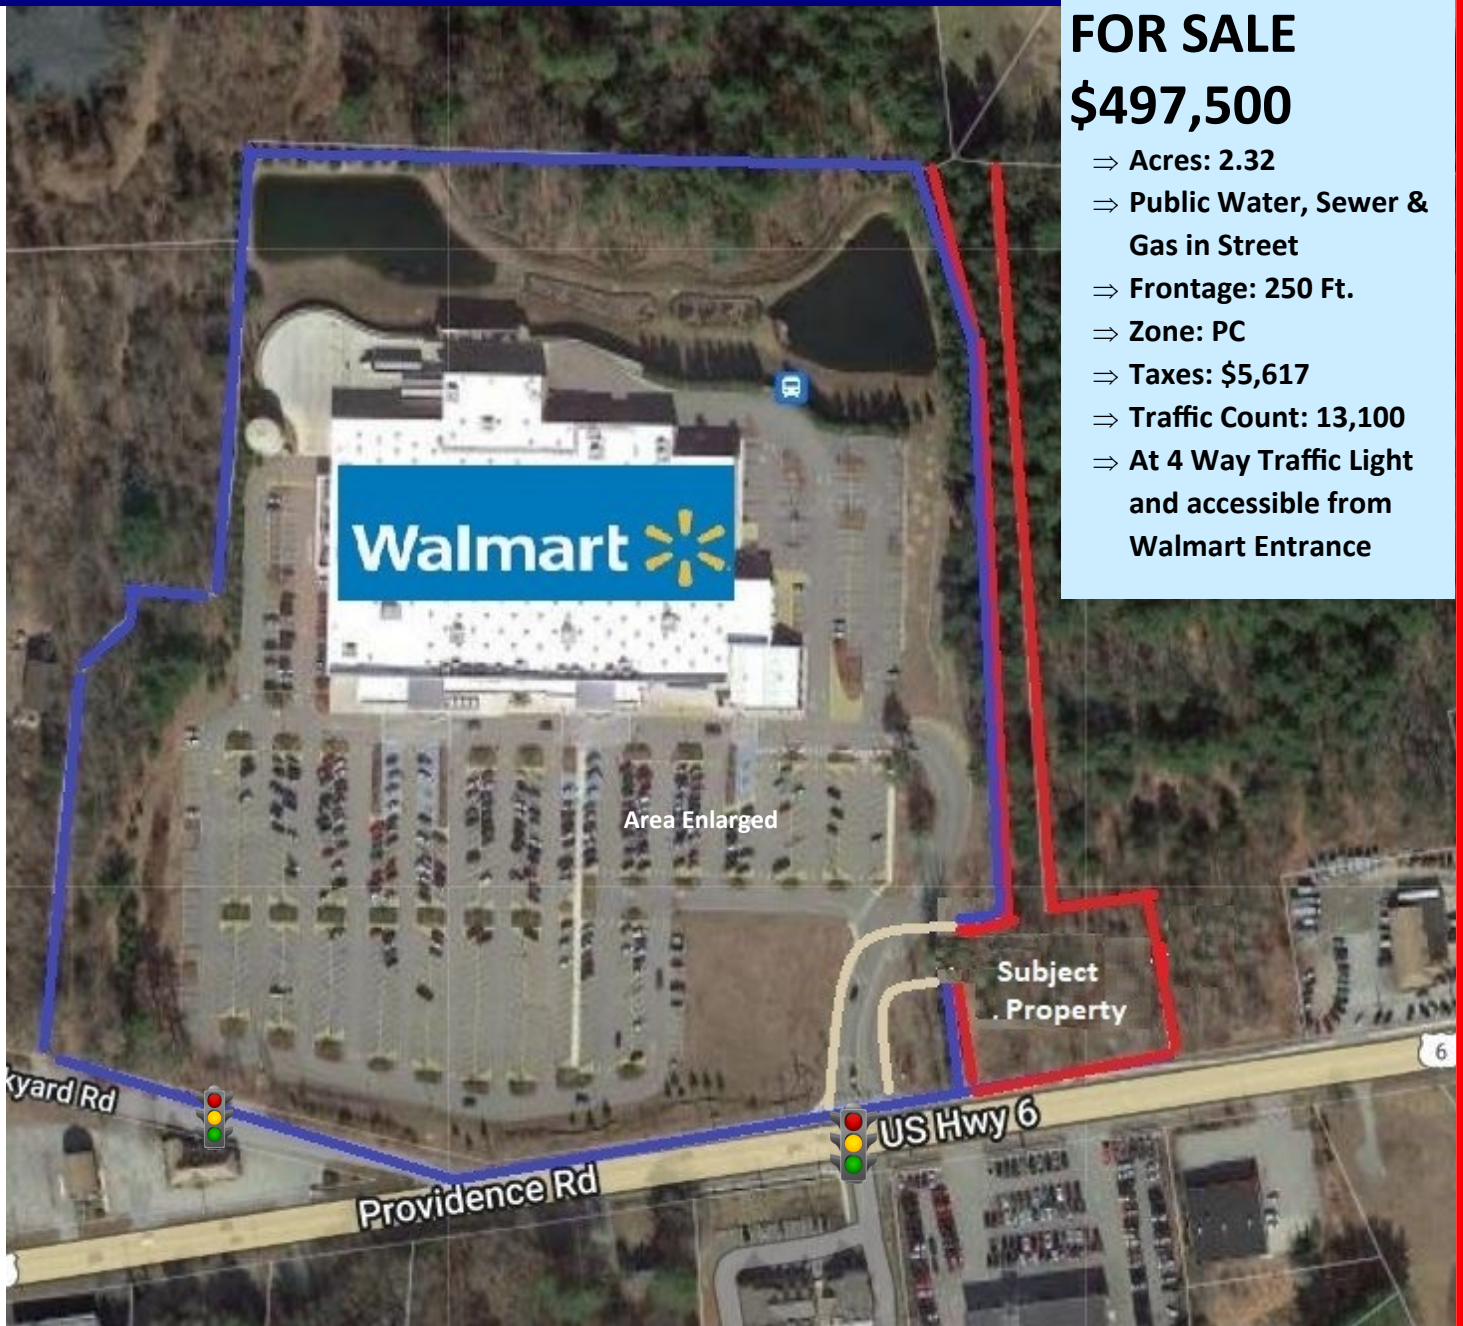 FOR SALE
$497,500
⇒ Acres: 2.32
⇒ Public Water, Sewer &
Gas in Street
⇒ Frontage: 250 Ft.
⇒ Zone: PC
⇒ Taxes: $5,617
⇒ Traffic Count: 13,100
⇒ At 4 Way Traffic Light
and accessible from
Walmart Entrance
Walmart
Area Enlarged
Subject
. Property
6
kyard Rd
US Hwy 6
Providence Rd